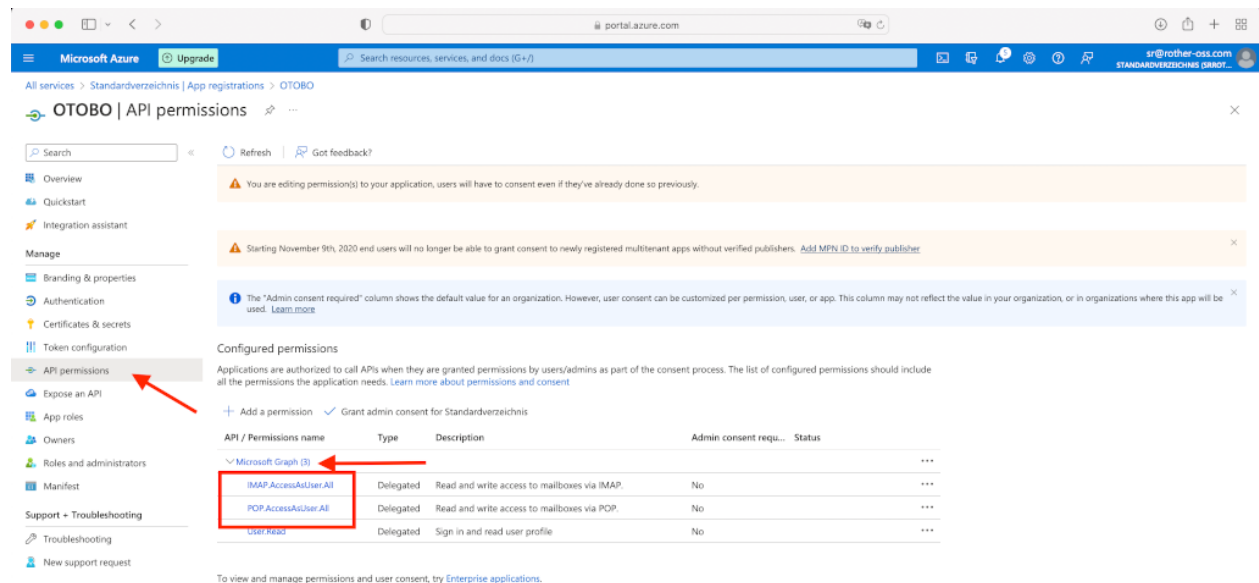 portal.azure.com
Microsoft Azure
Upgrade
Search resources, services, and docs (G+/)
5
sr@rother-oss.com
STANDARDVERZEICHNIS (SRROT...
All services > Standardverzeichnis | App registrations > OTOBO
OTOBO | API permissions
Search
Refresh
Got feedback?
Overview
Quickstart
Integration assistant
Manage
Branding & properties
Authentication
Certificates & secrets
Token configuration
API permissions
Expose an API
App roles
Owners
Roles and administrators
Manifest
Support + Troubleshooting
Troubleshooting
New support request
You are editing permission(s) to your application, users will have to consent even if they've already done so previously.
Starting November 9th, 2020 end users will no longer be able to grant consent to newly registered multitenant apps without verified publishers. Add MPN ID to verify publisher
The "Admin consent required" column shows the default value for an organization. However, user consent can be customized per permission, user, or app. This column may not reflect the value in your organization, or in organizations where this app will be
used. Learn more
Configured permissions
Applications are authorized to call APIs when they are granted permissions by users/admins as part of the consent process. The list of configured permissions should include
all the permissions the application needs. Learn more about permissions and consent
Add a permission
Grant admin consent for Standardverzeichnis
API / Permissions name Type Description Admin consent requ... Status
Microsoft Graph (3)
IMAP.AccessAsUser.All Delegated Read and write access to mailboxes via IMAP. No
POP.AccessAsUser.All Delegated Read and write access to mailboxes via POP. No
User.Read Delegated Sign in and read user profile No
To view and manage permissions and user consent, try Enterprise applications.